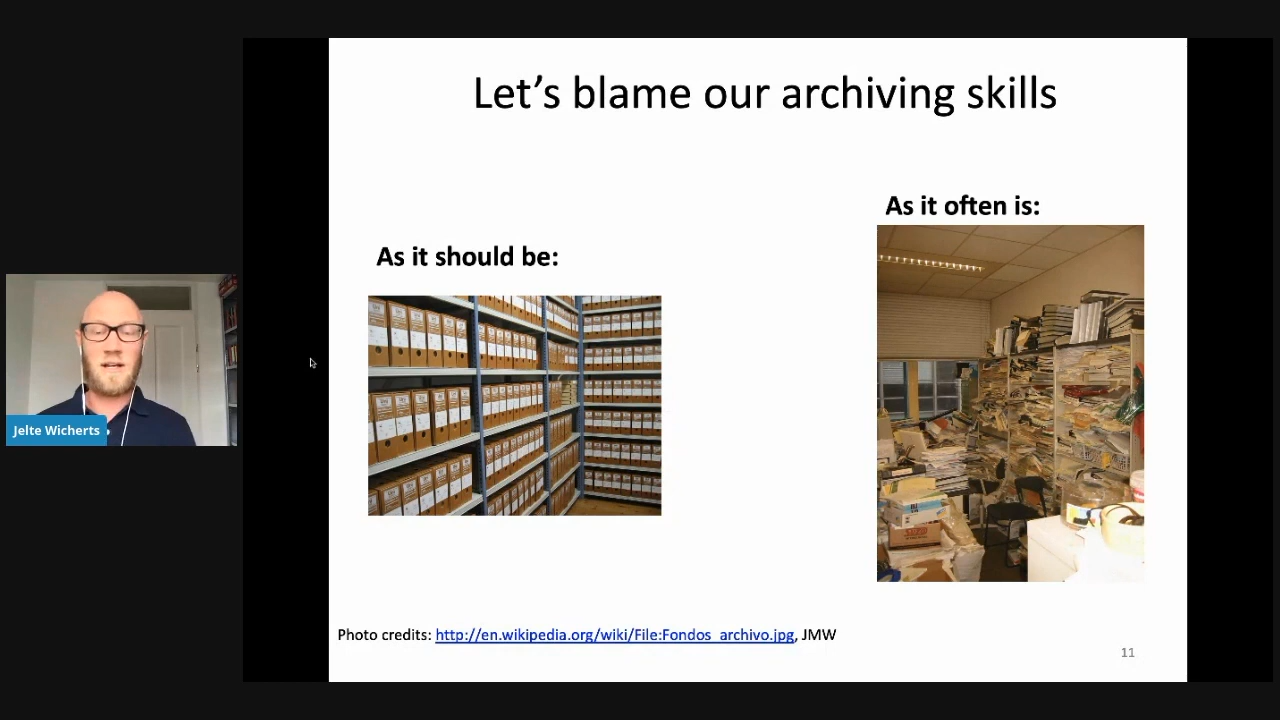 Let's blame our archiving skills
As it often is:
As it should be:
Jelte Wicherts
Photo credits: http://en.wikipedia.org/wiki/File:Fondos_archivo.jpg, JMW
11